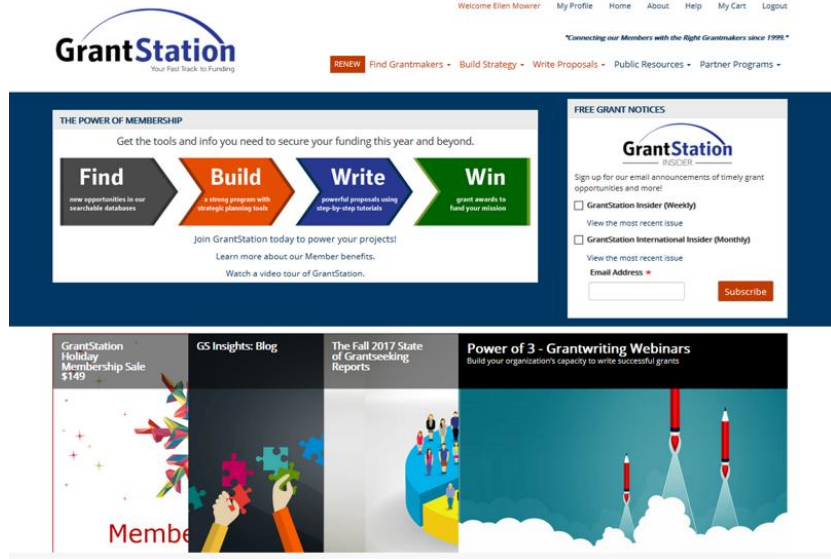 Welcome Ellen Mowrer My Profile Home About Help My Cart Logout
GrantStation
Your Fast Track to Funding
"Connecting our Members with the Right Grantmakers since 1999."
RENEW Find Grantmakers Build Strategy Write Proposals Public Resources Partner Programs
THE POWER OF MEMBERSHIP
Get the tools and info you need to secure your funding this year and beyond.
Find
new opportunities in our
searchable databases
Build
a strong program with
strategic planning tools
Write
powerful proposals using
step-by-step tutorials
Win
grant awards to
fund your mission
Join GrantStation today to power your projects!
Learn more about our Member benefits.
Watch a video tour of GrantStation.
FREE GRANT NOTICES
GrantStation
INSIDER
Sign up for our email announcements of timely grant
opportunities and more!
GrantStation Insider (Weekly)
View the most recent issue
GrantStation International Insider (Monthly)
View the most recent issue
Email Address *
Subscribe
GrantStation
Holiday
Membership Sale
$149
Membe
GS Insights: Blog
The Fall 2017 State
of Grantseeking
Reports
Power of 3 - Grantwriting Webinars
Build your organization's capacity to write successful grants